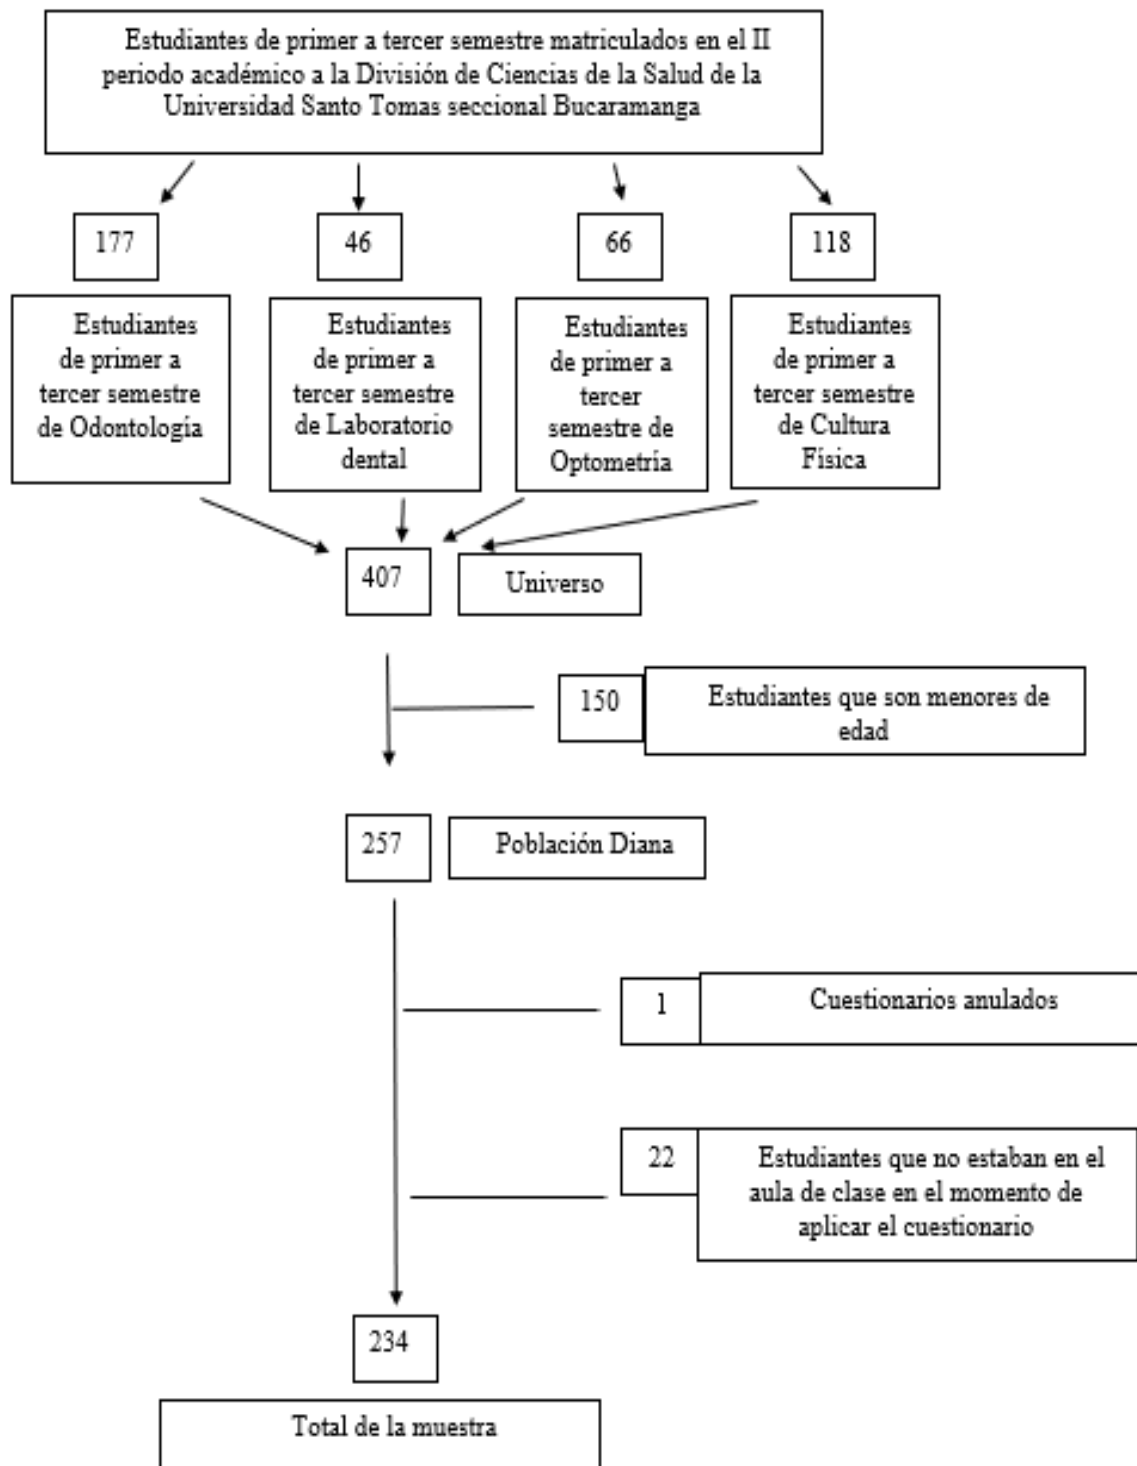 Estudiantes de primer a tercer semestre matriculados en el II
periodo académico a la División de Ciencias de la Salud de la
Universidad Santo Tomas seccional Bucaramanga
177
46
66
118
Estudiantes
de primer a
tercer semestre
de Odontología
Estudiantes
de primer a
tercer semestre
de Laboratorio
dental
Estudiantes
de primer a
tercer
semestre de
Optometría
Estudiantes
de primer a
tercer semestre
de Cultura
Física
407
Universo
150
Estudiantes que son menores de
edad
257
Población Diana
1
Cuestionarios anulados
22
Estudiantes que no estaban en el
aula de clase en el momento de
aplicar el cuestionario
234
Total de la muestra